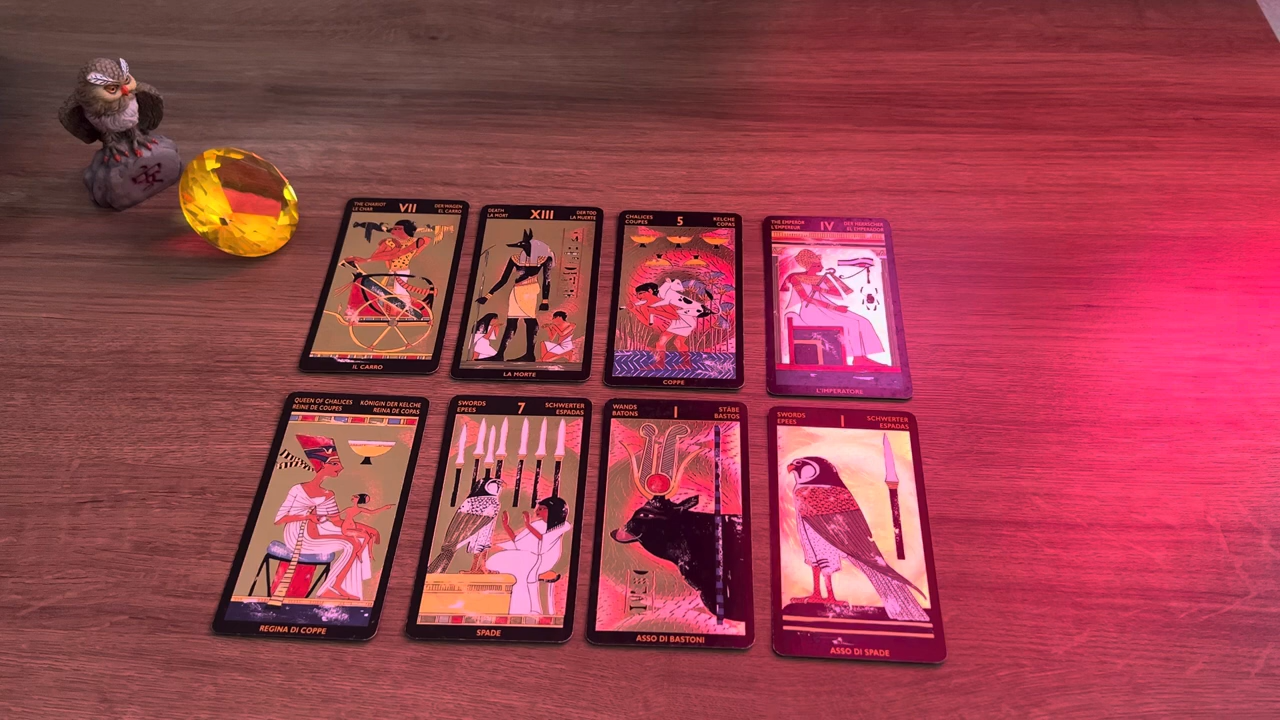 THE CHARIOT
LE CHAR
VII
DER WAGEN
EL CARRO
IL CARRO
DEATH
LA MORT
XIII
DER TOD
LA MUERTE
LA MORTE
CHALICES
COUPES
5
KELCHE
COPAS
COPPE
THE EMPEROR
L'EMPEREUR
IV
DER HERRSCHER
EL EMPERADOR
L'IMPERATORE
QUEEN OF CHALICES
REINE DE COUPES
KÖNIGIN DER KELCHE
REINA DE COPAS
REGINA DI COPPE
SWORDS
EPEES
7
SCHWERTER
ESPADAS
SPADE
WANDS
BATONS
I
STÄBE
BASTOS
ASSO DI BASTONI
SWORDS
EPEES
I
SCHWERTER
ESPADAS
ASSO DI SPADE